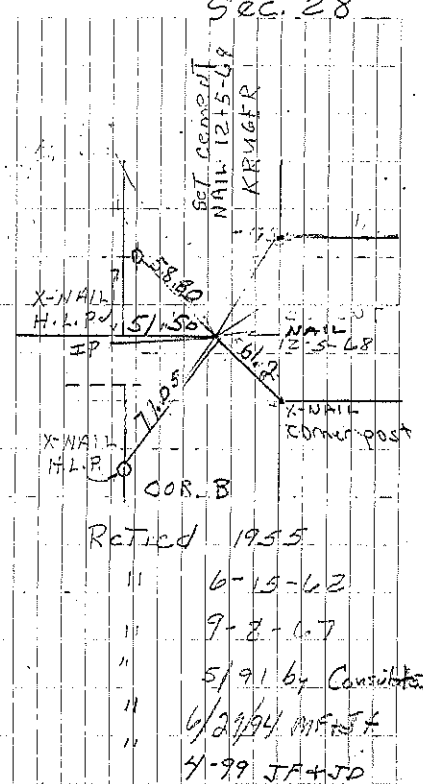 Sec. 28
SET CEMENT
NAIL 12-5-68
KRUGER
58.80
X-NAIL
H.L.P.
51.50
IP
NAIL
12-5-68
61.2
X-NAIL
corner post
71.05
X-NAIL
H.L.P.
COR. B
ReTied 1955
" 6-15-62
" 9-8-67
" 5/91 by
" 6/29/94
" 4-99 JF+JD